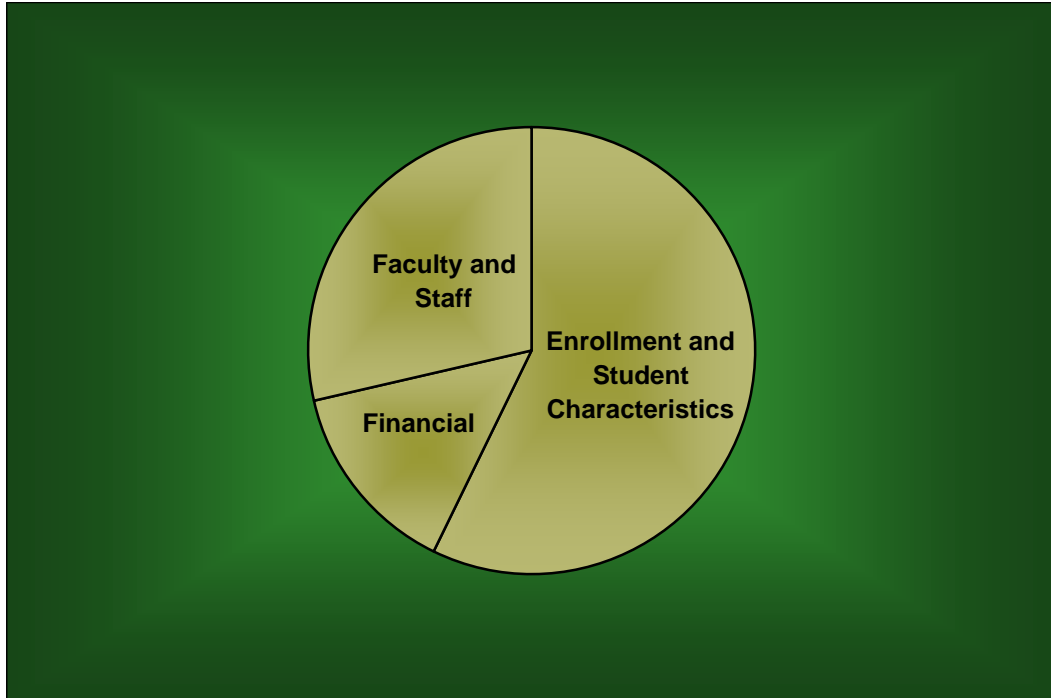 Faculty and
Staff
Enrollment and
Student
Characteristics
Financial